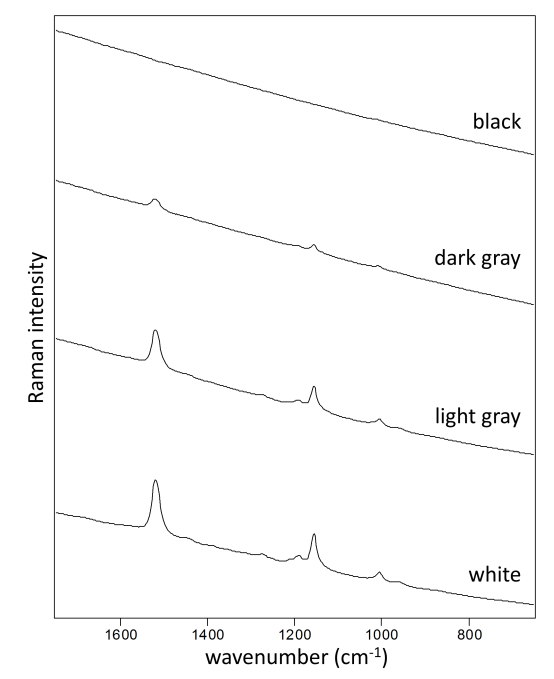 black
dark gray
light gray
white
Raman intensity
1600 1400 1200 1000 800
wavenumber (cm⁻¹)